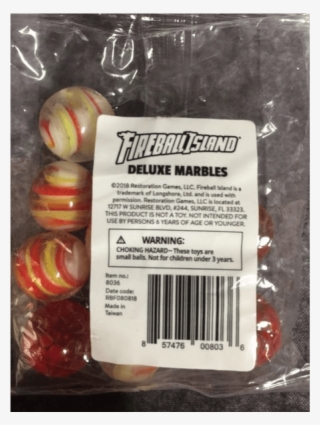 FIREBALL ISLAND
DELUXE MARBLES
©2018 Restoration Games, LLC. Fireball Island is a
trademark of Longshore, Ltd. and is used with
permission. Restoration Games, LLC is located at
12717 W SUNRISE BLVD, #244, SUNRISE, FL 33323.
THIS PRODUCT IS NOT A TOY. NOT INTENDED FOR
USE BY PERSONS 6 YEARS OF AGE OR YOUNGER.
⚠ WARNING:
CHOKING HAZARD—These toys are
small balls. Not for children under 3 years.
Item no.:
8036
Date code:
RBF080818
Made in
Taiwan
8 57476 00803 6